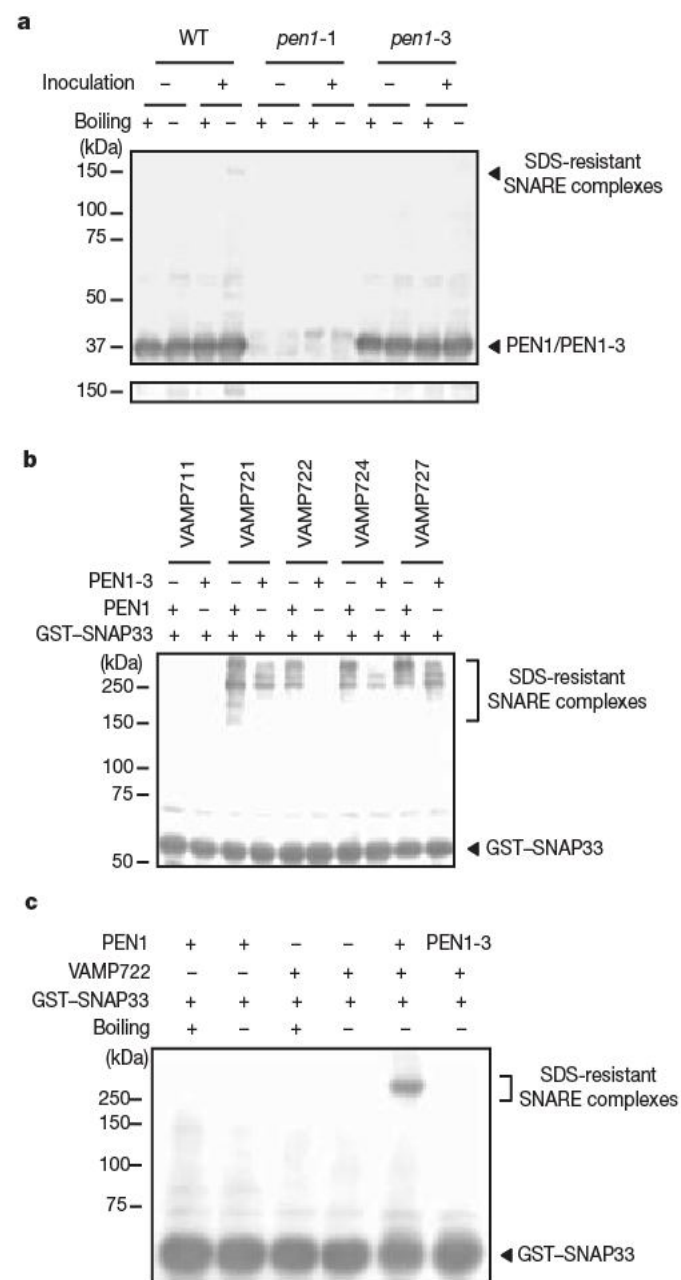 a
WT pen1-1 pen1-3
Inoculation − + − + − +
Boiling + − + − + − + − + − + −
(kDa)
150
100
75
50
37
150
SDS-resistant
SNARE complexes
PEN1/PEN1-3
b
VAMP711 VAMP721 VAMP722 VAMP724 VAMP727
PEN1-3 − + − + − + − + − +
PEN1 + − + − + − + − + −
GST–SNAP33 + + + + + + + + + +
(kDa)
250
150
100
75
50
SDS-resistant
SNARE complexes
GST–SNAP33
c
PEN1 + + − − + PEN1-3
VAMP722 − − + + + +
GST–SNAP33 + + + + + +
Boiling + − + − − −
(kDa)
250
150
100
75
SDS-resistant
SNARE complexes
GST–SNAP33